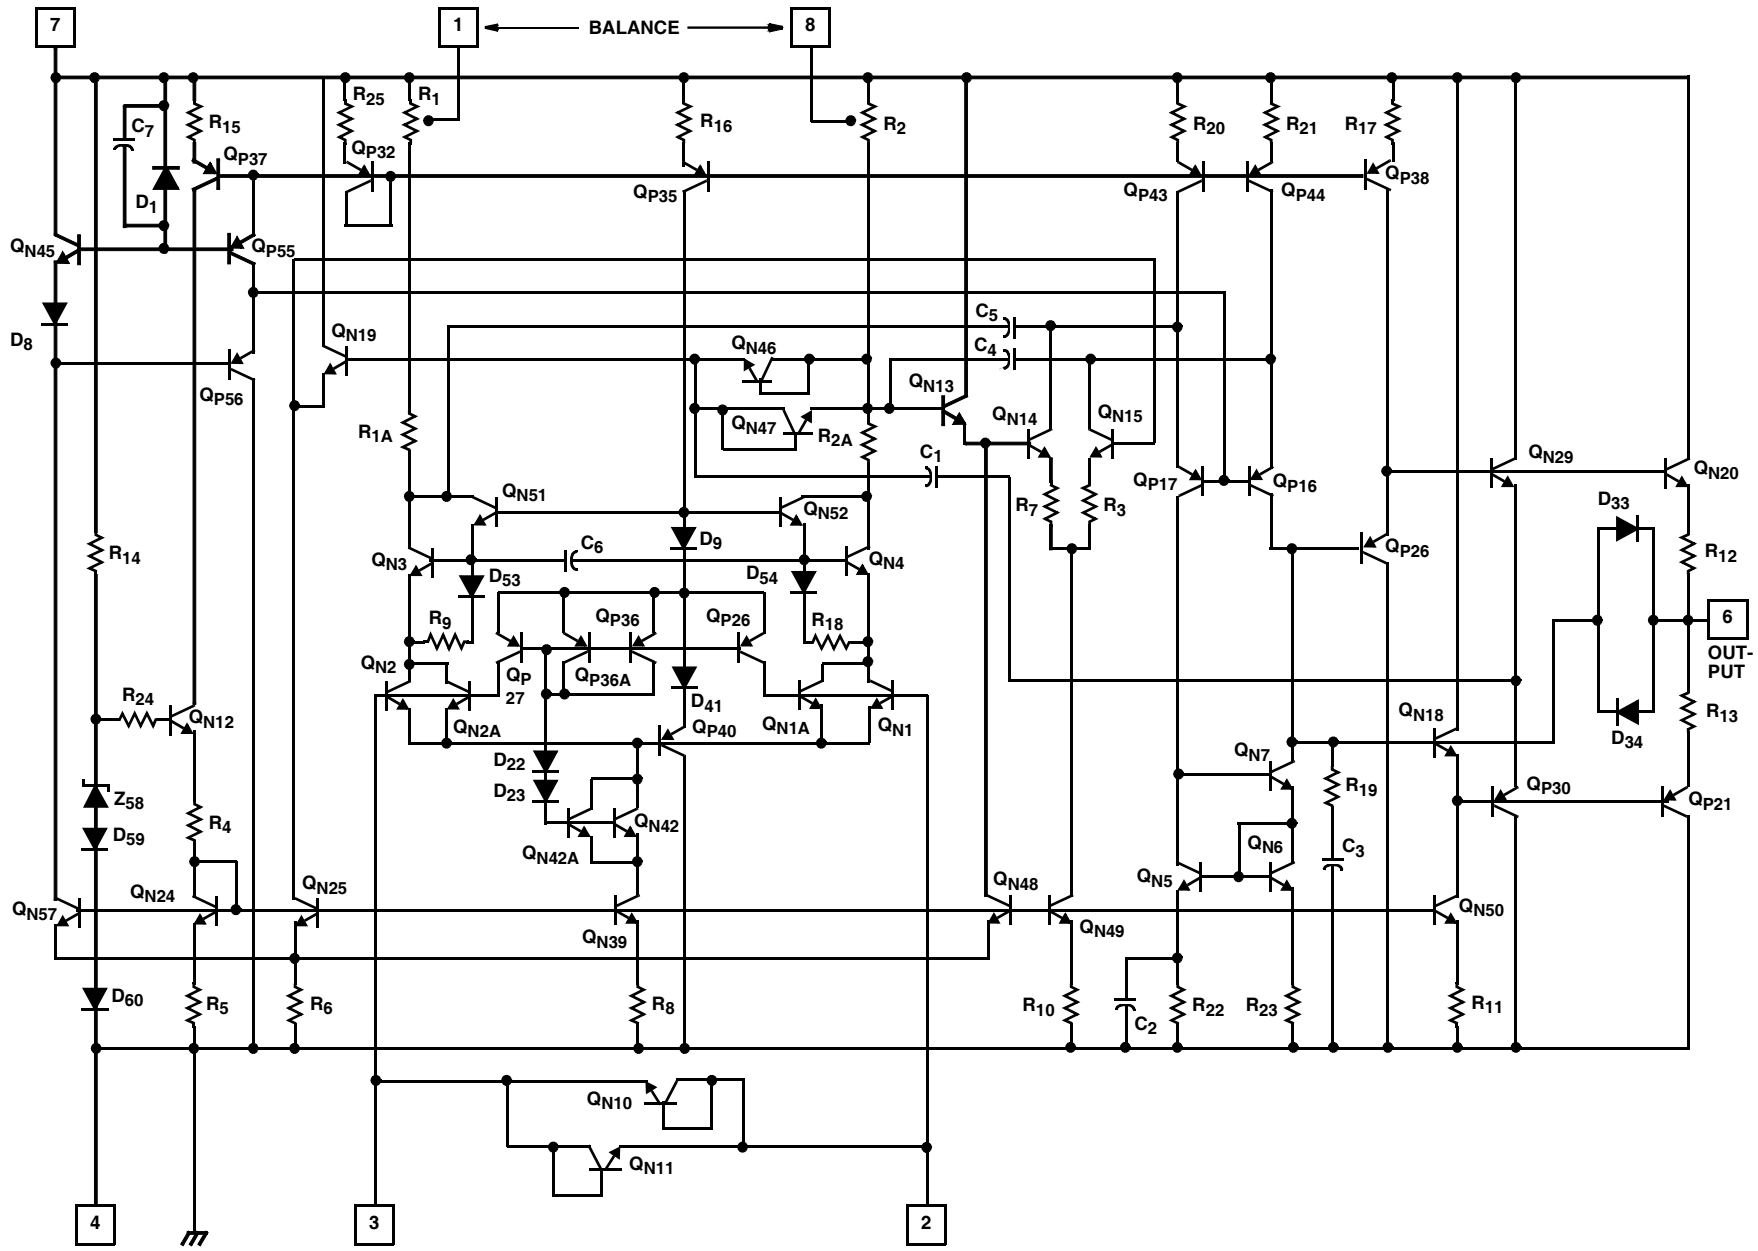 7
1
BALANCE
8
R25
R1
R16
R2
R20
R21
R17
C7
R15
QP32
QP37
D1
QP35
QP43
QP44
QP38
QN45
QP55
D8
QN19
C5
C4
QN46
QP56
QN13
QN14
QN15
R1A
QN47
R2A
C1
QN29
QN20
QP17
QP16
QN51
QN52
R7
R3
D33
R14
QN3
C6
D9
QN4
QP26
R12
D53
D54
R9
QP36
QP26
R18
6
OUT-
PUT
QN2
QP
27
QP36A
D41
R24
QN12
QN2A
QP40
QN1A
QN1
QN18
R13
D34
D22
D23
QN7
R19
QP30
QP21
Z58
D59
R4
QN42
QN42A
QN6
C3
QN5
QN57
QN24
QN25
QN39
QN48
QN49
QN50
D60
R5
R6
R8
R10
C2
R22
R23
R11
QN10
QN11
4
3
2